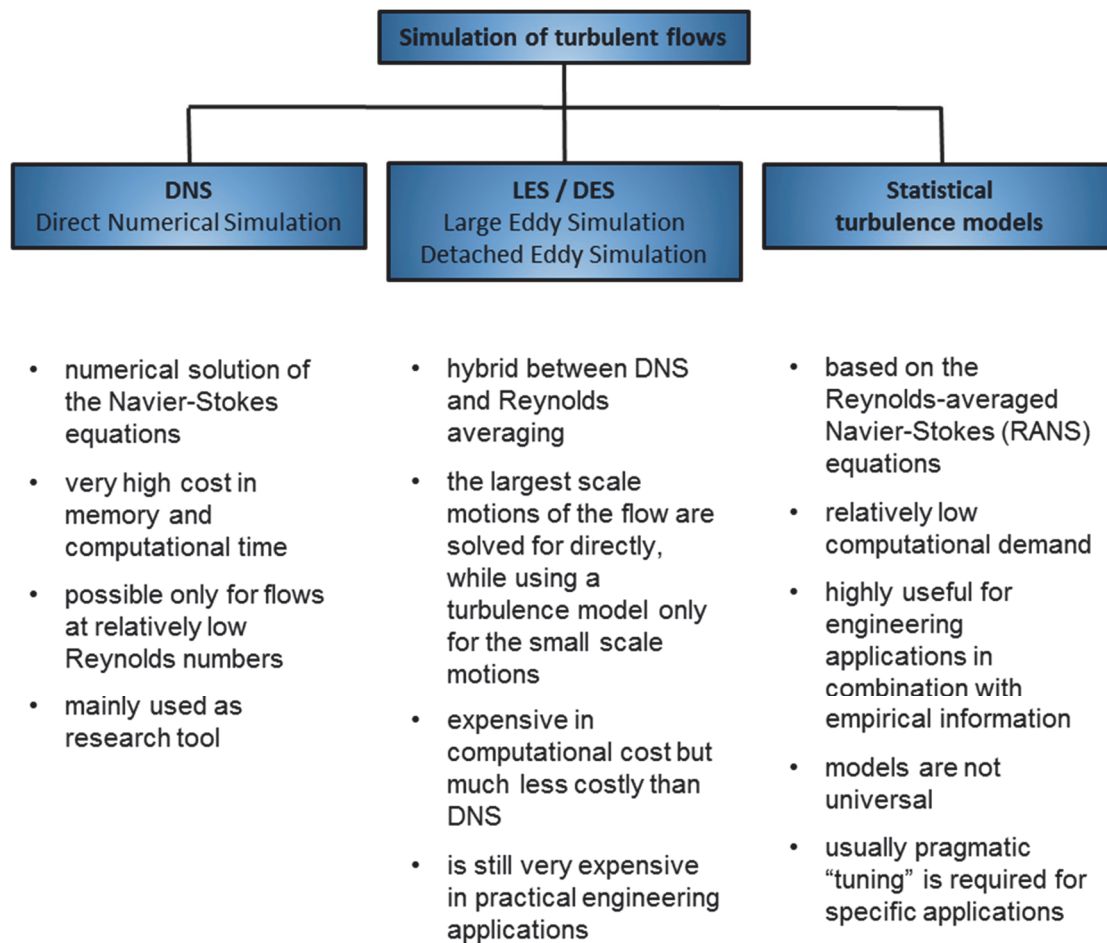 Simulation of turbulent flows
DNS
Direct Numerical Simulation
LES / DES
Large Eddy Simulation
Detached Eddy Simulation
Statistical
turbulence models
• numerical solution of
the Navier-Stokes
equations
• very high cost in
memory and
computational time
• possible only for flows
at relatively low
Reynolds numbers
• mainly used as
research tool
• hybrid between DNS
and Reynolds
averaging
• the largest scale
motions of the flow are
solved for directly,
while using a
turbulence model only
for the small scale
motions
• expensive in
computational cost but
much less costly than
DNS
• is still very expensive
in practical engineering
applications
• based on the
Reynolds-averaged
Navier-Stokes (RANS)
equations
• relatively low
computational demand
• highly useful for
engineering
applications in
combination with
empirical information
• models are not
universal
• usually pragmatic
“tuning” is required for
specific applications